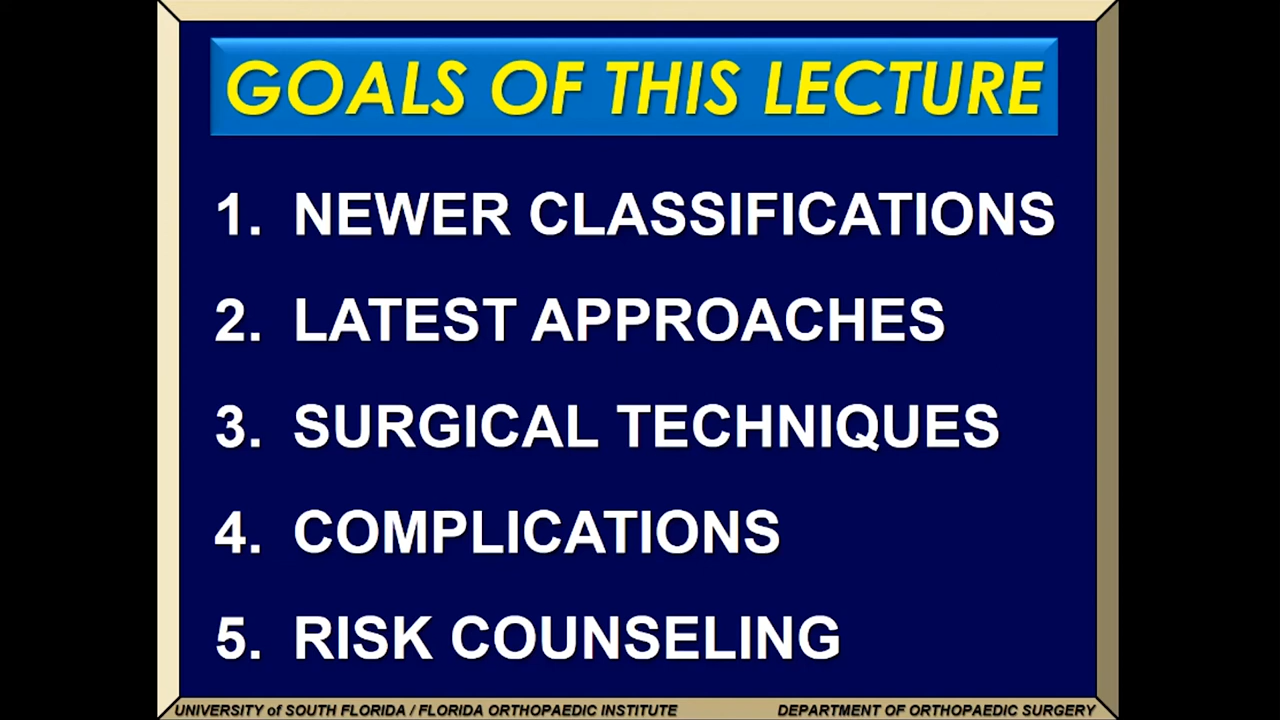 GOALS OF THIS LECTURE
1. NEWER CLASSIFICATIONS
2. LATEST APPROACHES
3. SURGICAL TECHNIQUES
4. COMPLICATIONS
5. RISK COUNSELING
UNIVERSITY of SOUTH FLORIDA / FLORIDA ORTHOPAEDIC INSTITUTE DEPARTMENT OF ORTHOPAEDIC SURGERY